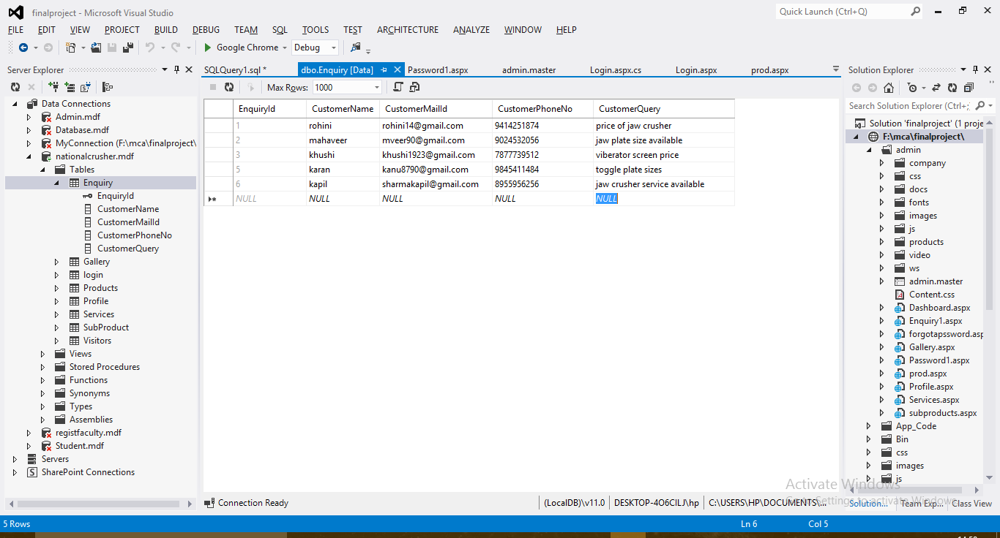 finalproject - Microsoft Visual Studio
Quick Launch (Ctrl+Q)
FILE EDIT VIEW PROJECT BUILD DEBUG TEAM SQL TOOLS TEST ARCHITECTURE ANALYZE WINDOW HELP
Google Chrome Debug
Server Explorer
SQLQuery1.sql * dbo.Enquiry [Data] Password1.aspx admin.master Login.aspx.cs Login.aspx prod.aspx
Solution Explorer
Max Rows: 1000
Data Connections
Admin.mdf
Database.mdf
MyConnection (F:\mca\finalproject\
nationalcrusher.mdf
Tables
Enquiry
EnquiryId
CustomerName
CustomerMailId
CustomerPhoneNo
CustomerQuery
Gallery
login
Products
Profile
Services
SubProduct
Visitors
Views
Stored Procedures
Functions
Synonyms
Types
Assemblies
registfaculty.mdf
Student.mdf
Servers
SharePoint Connections
EnquiryId CustomerName CustomerMailId CustomerPhoneNo CustomerQuery
1 rohini rohini14@gmail.com 9414251874 price of jaw crusher
2 mahaveer mveer90@gmail.com 9024532056 jaw plate size available
3 khushi khushi1923@gmail.com 7877739512 viberator screen price
5 karan kanu8790@gmail.com 9845411484 toggle plate sizes
6 kapil sharmakapil@gmail.com 8955956256 jaw crusher service available
NULL NULL NULL NULL NULL
Search Solution Explorer (Ctrl+;
Solution 'finalproject' (1 proje
F:\mca\finalproject\
admin
company
css
docs
fonts
images
js
products
video
ws
admin.master
Content.css
Dashboard.aspx
Enquiry1.aspx
forgotapssword.asp
Gallery.aspx
Password1.aspx
prod.aspx
Profile.aspx
Services.aspx
subproducts.aspx
App_Code
Bin
css
images
js
Activate Windows
Go to Settings to activate Windows.
Connection Ready
(LocalDB)\v11.0 DESKTOP-4O6CILJ\hp C:\USERS\HP\DOCUMENTS\...
Solution... Team Exp... Class View
5 Rows
Ln 6 Col 5